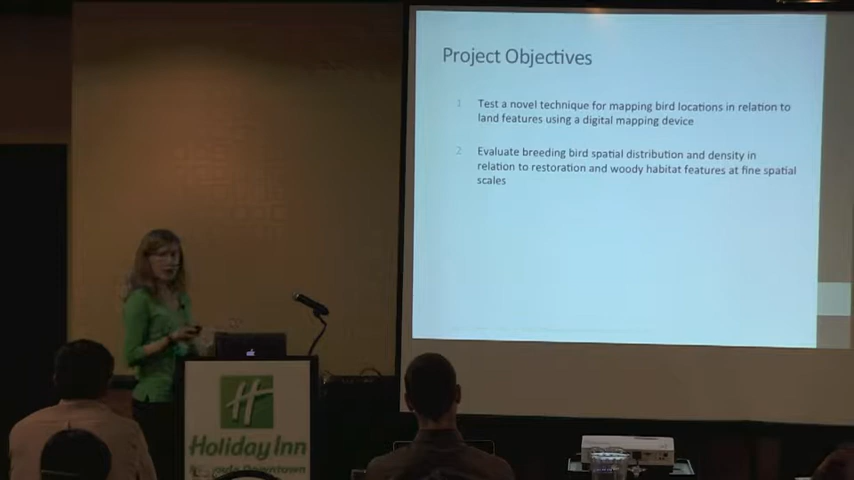 Project Objectives
1 Test a novel technique for mapping bird locations in relation to
land features using a digital mapping device
2 Evaluate breeding bird spatial distribution and density in
relation to restoration and woody habitat features at fine spatial
scales
H
Holiday Inn
Downtown